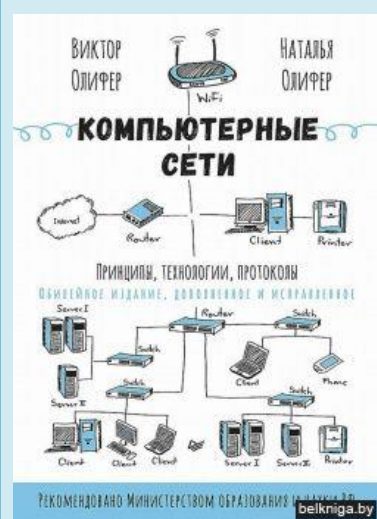 ВИКТОР
ОЛИФЕР
НАТАЛЬЯ
ОЛИФЕР
WiFi
КОМПЬЮТЕРНЫЕ
СЕТИ
Internet
Router
Client
Printer
ПРИНЦИПЫ, ТЕХНОЛОГИИ, ПРОТОКОЛЫ
ЮБИЛЕЙНОЕ ИЗДАНИЕ, ДОПОЛНЕННОЕ И ИСПРАВЛЕННОЕ
Server I
Router
Switch
Switch
Server II
Switch
Client
Phone
Switch
Client
Client
Client
Server I
Server II
Printer
РЕКОМЕНДОВАНО МИНИСТЕРСТВОМ ОБРАЗОВАНИЯ И НАУКИ РФ
belkniga.by